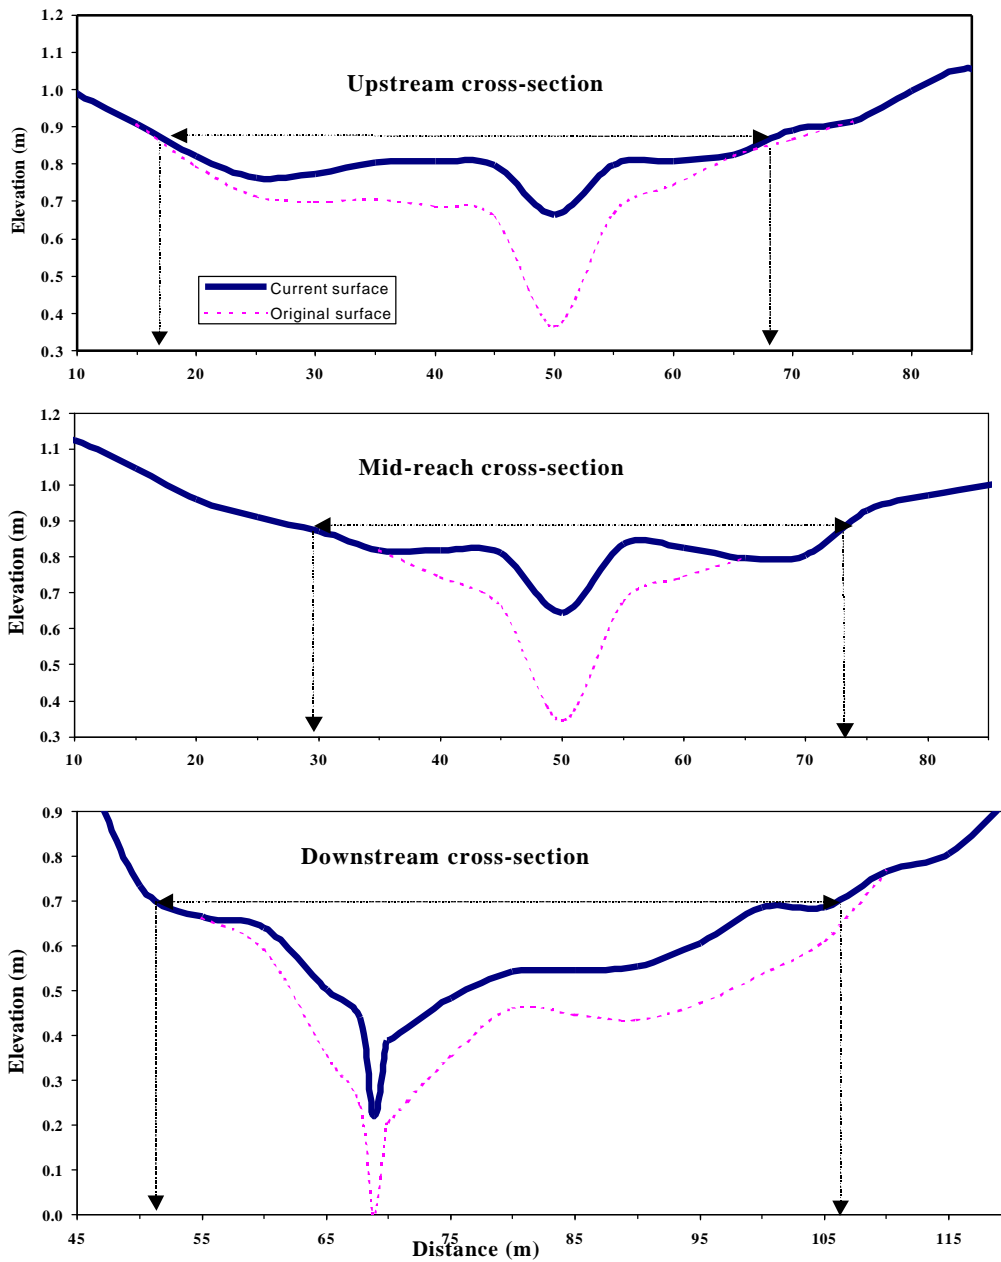 1.2
1.1
Upstream cross-section
1.0
0.9
0.8
Elevation (m)
0.7
0.6
0.5
Current surface
0.4
Original surface
0.3
10 20 30 40 50 60 70 80
1.2
1.1
Mid-reach cross-section
1.0
0.9
0.8
Elevation (m)
0.7
0.6
0.5
0.4
0.3
10 20 30 40 50 60 70 80
0.9
0.8
Downstream cross-section
0.7
0.6
0.5
Elevation (m)
0.4
0.3
0.2
0.1
0.0
45 55 65 75 85 95 105 115
Distance (m)